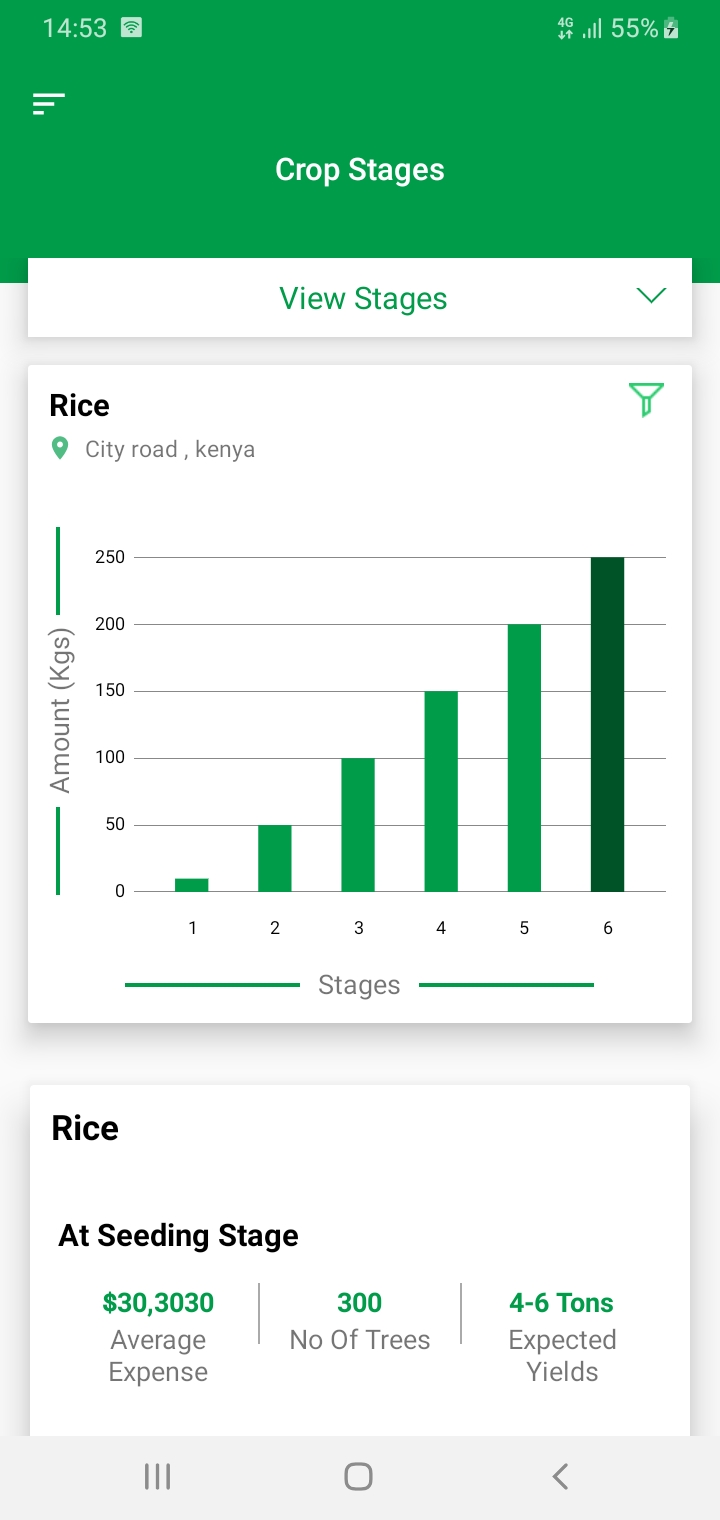 14:53
4G 55%
Crop Stages
View Stages
Rice
City road , kenya
Amount (Kgs)
250
200
150
100
50
0
1 2 3 4 5 6
Stages
Rice
At Seeding Stage
$30,3030 300 4-6 Tons
Average No Of Trees Expected
Expense Yields